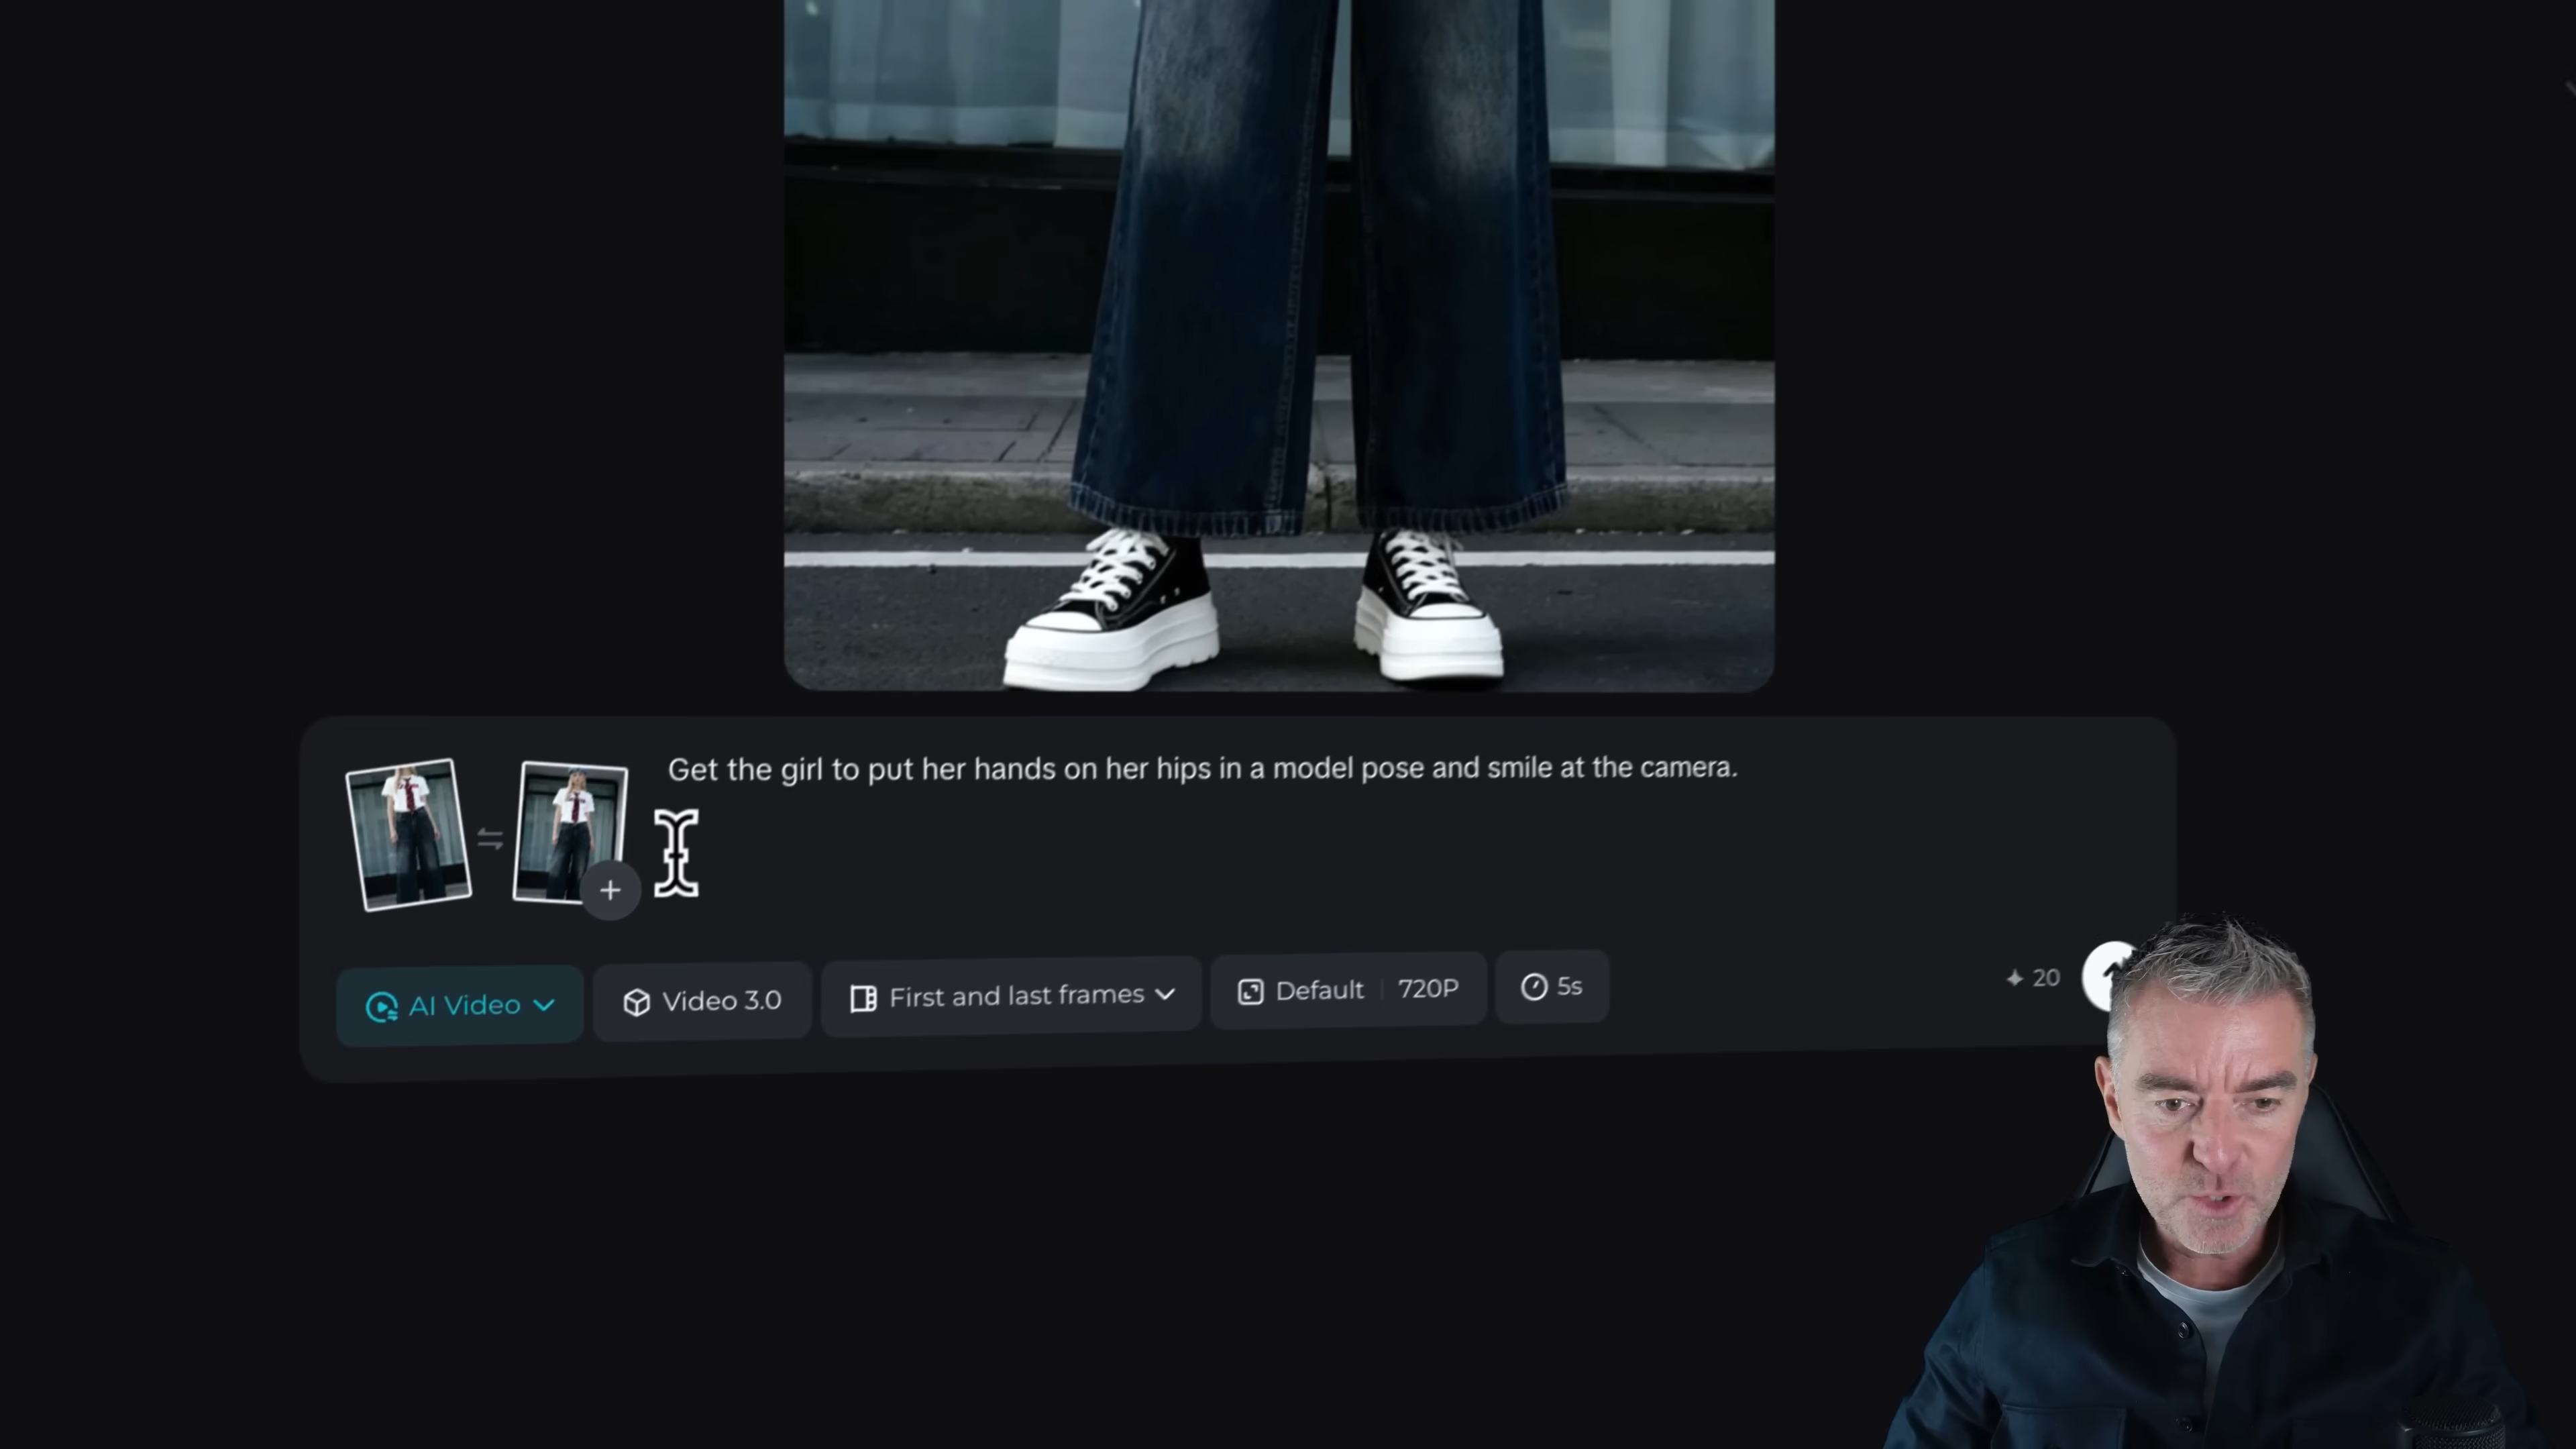 Get the girl to put her hands on her hips in a model pose and smile at the camera.
AI Video
Video 3.0
First and last frames
Default | 720P
5s
20